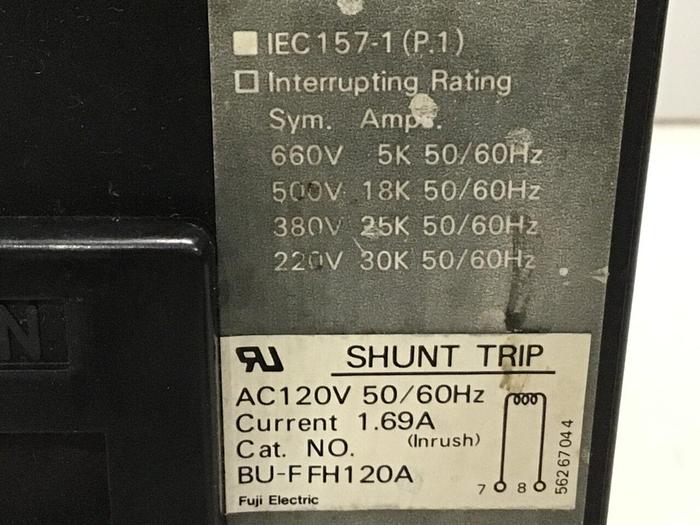 IEC157-1 (P.1)
Interrupting Rating
Sym. Amps.
660V 5K 50/60Hz
500V 18K 50/60Hz
380V 25K 50/60Hz
220V 30K 50/60Hz
N
SHUNT TRIP
AC120V 50/60Hz
Current 1.69A
(Inrush)
Cat. NO.
BU-FFH120A
Fuji Electric
7 8
56267044